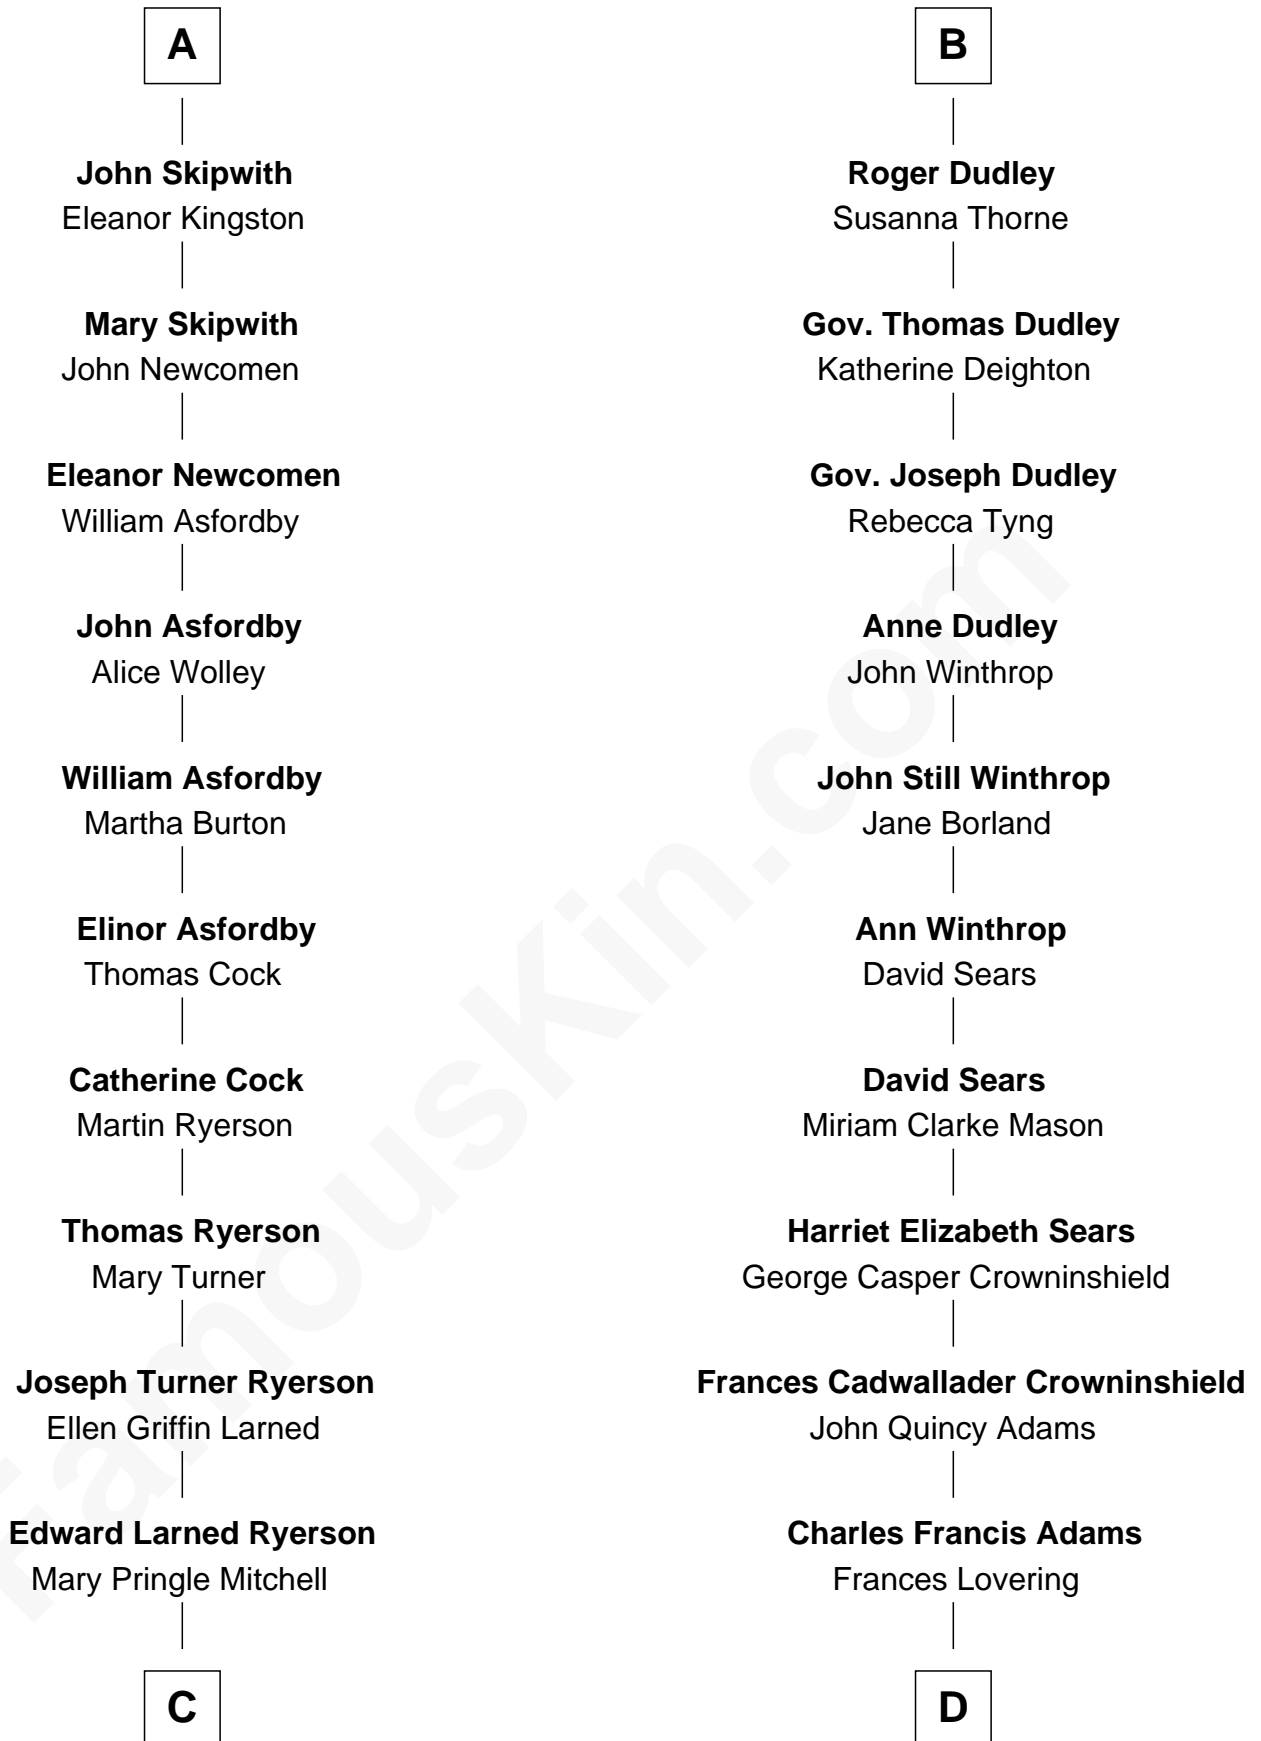 A
John Skipwith
Eleanor Kingston
Mary Skipwith
John Newcomen
Eleanor Newcomen
William Asfordby
John Asfordby
Alice Wolley
William Asfordby
Martha Burton
Elinor Asfordby
Thomas Cock
Catherine Cock
Martin Ryerson
Thomas Ryerson
Mary Turner
Joseph Turner Ryerson
Ellen Griffin Larned
Edward Larned Ryerson
Mary Pringle Mitchell
C
B
Roger Dudley
Susanna Thorne
Gov. Thomas Dudley
Katherine Deighton
Gov. Joseph Dudley
Rebecca Tyng
Anne Dudley
John Winthrop
John Still Winthrop
Jane Borland
Ann Winthrop
David Sears
David Sears
Miriam Clarke Mason
Harriet Elizabeth Sears
George Casper Crowninshield
Frances Cadwallader Crowninshield
John Quincy Adams
Charles Francis Adams
Frances Lovering
D
FamousKin.com